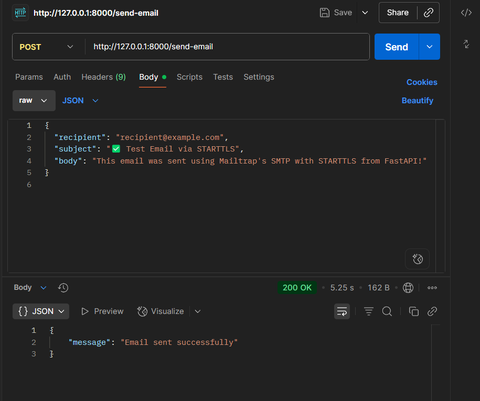 HTTP http://127.0.0.1:8000/send-email Save Share
POST http://127.0.0.1:8000/send-email Send
Params Auth Headers (9) Body Scripts Tests Settings Cookies
raw JSON Beautify
1 {
2 "recipient": "recipient@example.com",
3 "subject": "✅ Test Email via STARTTLS",
4 "body": "This email was sent using Mailtrap's SMTP with STARTTLS from FastAPI!"
5 }
6
Body 200 OK • 5.25 s • 162 B
{} JSON Preview Visualize
1 {
2 "message": "Email sent successfully"
3 }